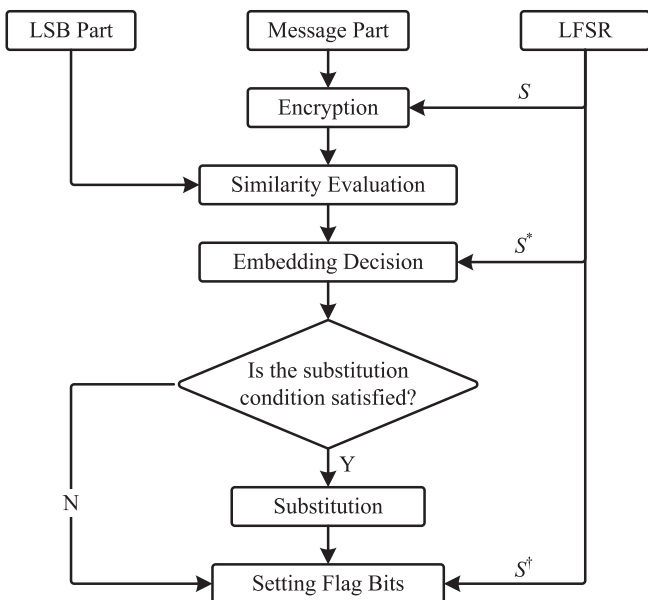 LSB Part
Message Part
LFSR
Encryption
S
Similarity Evaluation
Embedding Decision
S*
Is the substitution
condition satisfied?
Y
N
Substitution
Setting Flag Bits
S†